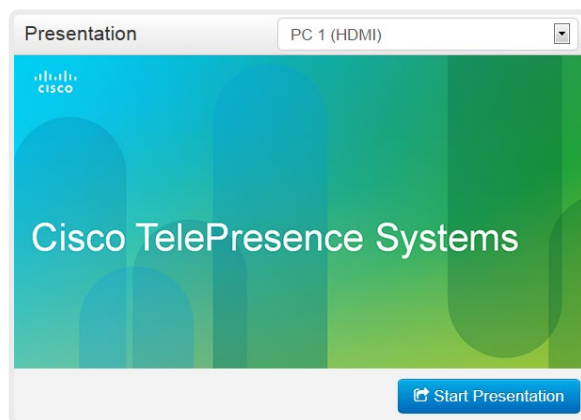 Presentation
PC 1 (HDMI)
CISCO
Cisco TelePresence Systems
Start Presentation